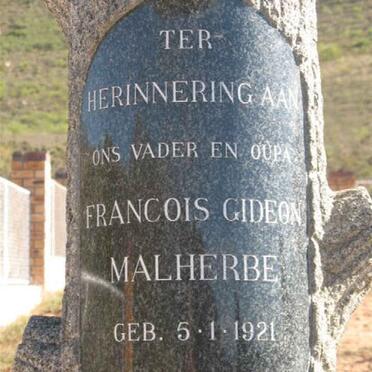 TER
HERINNERING AAN
ONS VADER EN OUPA
FRANCOIS GIDEON
MALHERBE
GEB. 5·1·1921